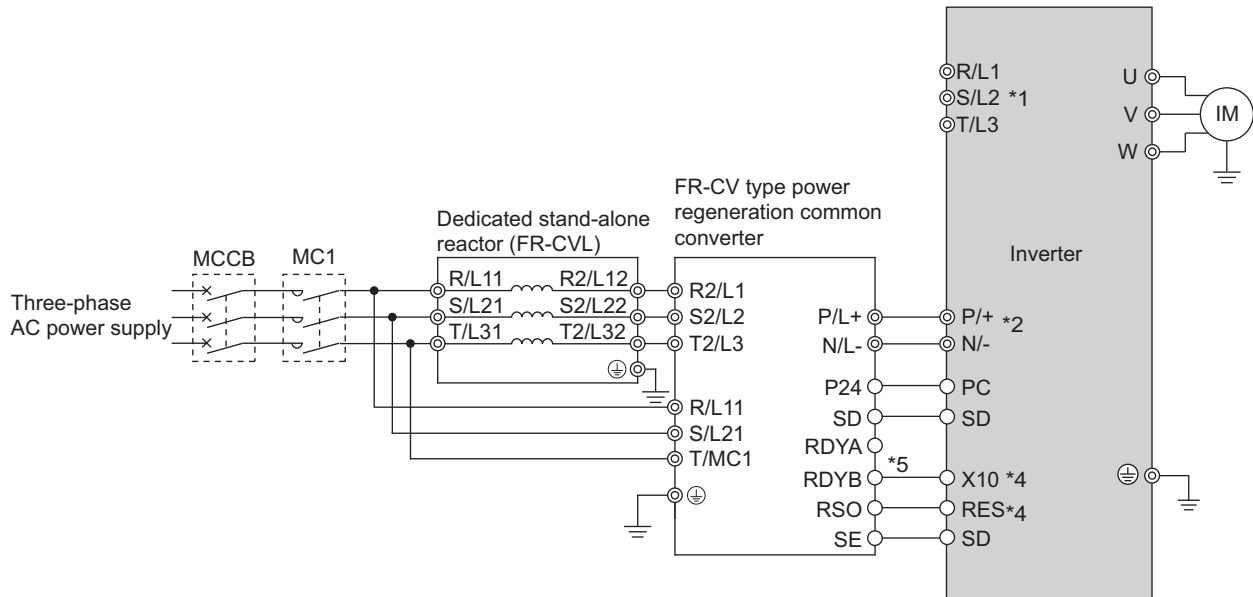 R/L1
S/L2 *1
T/L3
U
V
W
IM
Inverter
FR-CV type power
regeneration common
converter
Dedicated stand-alone
reactor (FR-CVL)
MCCB
MC1
Three-phase
AC power supply
R/L11
R2/L12
S/L21
S2/L22
T/L31
T2/L32
R2/L1
S2/L2
T2/L3
R/L11
S/L21
T/MC1
P/L+
N/L-
P24
SD
RDYA
RDYB
RSO
SE
*5
P/+
*2
N/-
PC
SD
X10 *4
RES*4
SD